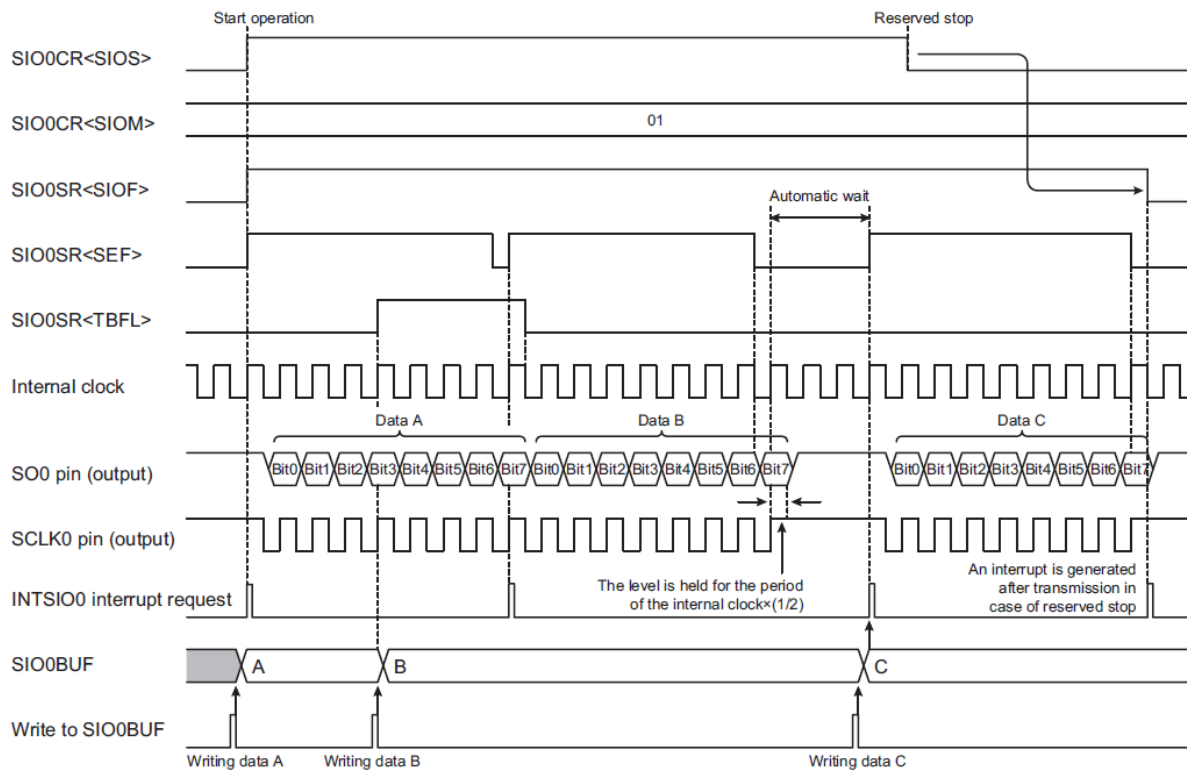 Start operation
Reserved stop
SIO0CR<SIOS>
SIO0CR<SIOM>
01
SIO0SR<SIOF>
Automatic wait
SIO0SR<SEF>
SIO0SR<TBFL>
Internal clock
Data A
Data B
Data C
SO0 pin (output)
Bit0 Bit1 Bit2 Bit3 Bit4 Bit5 Bit6 Bit7 Bit0 Bit1 Bit2 Bit3 Bit4 Bit5 Bit6 Bit7 Bit0 Bit1 Bit2 Bit3 Bit4 Bit5 Bit6 Bit7
SCLK0 pin (output)
The level is held for the period
of the internal clock×(1/2)
An interrupt is generated
after transmission in
case of reserved stop
INTSIO0 interrupt request
SIO0BUF
A
B
C
Write to SIO0BUF
Writing data A
Writing data B
Writing data C